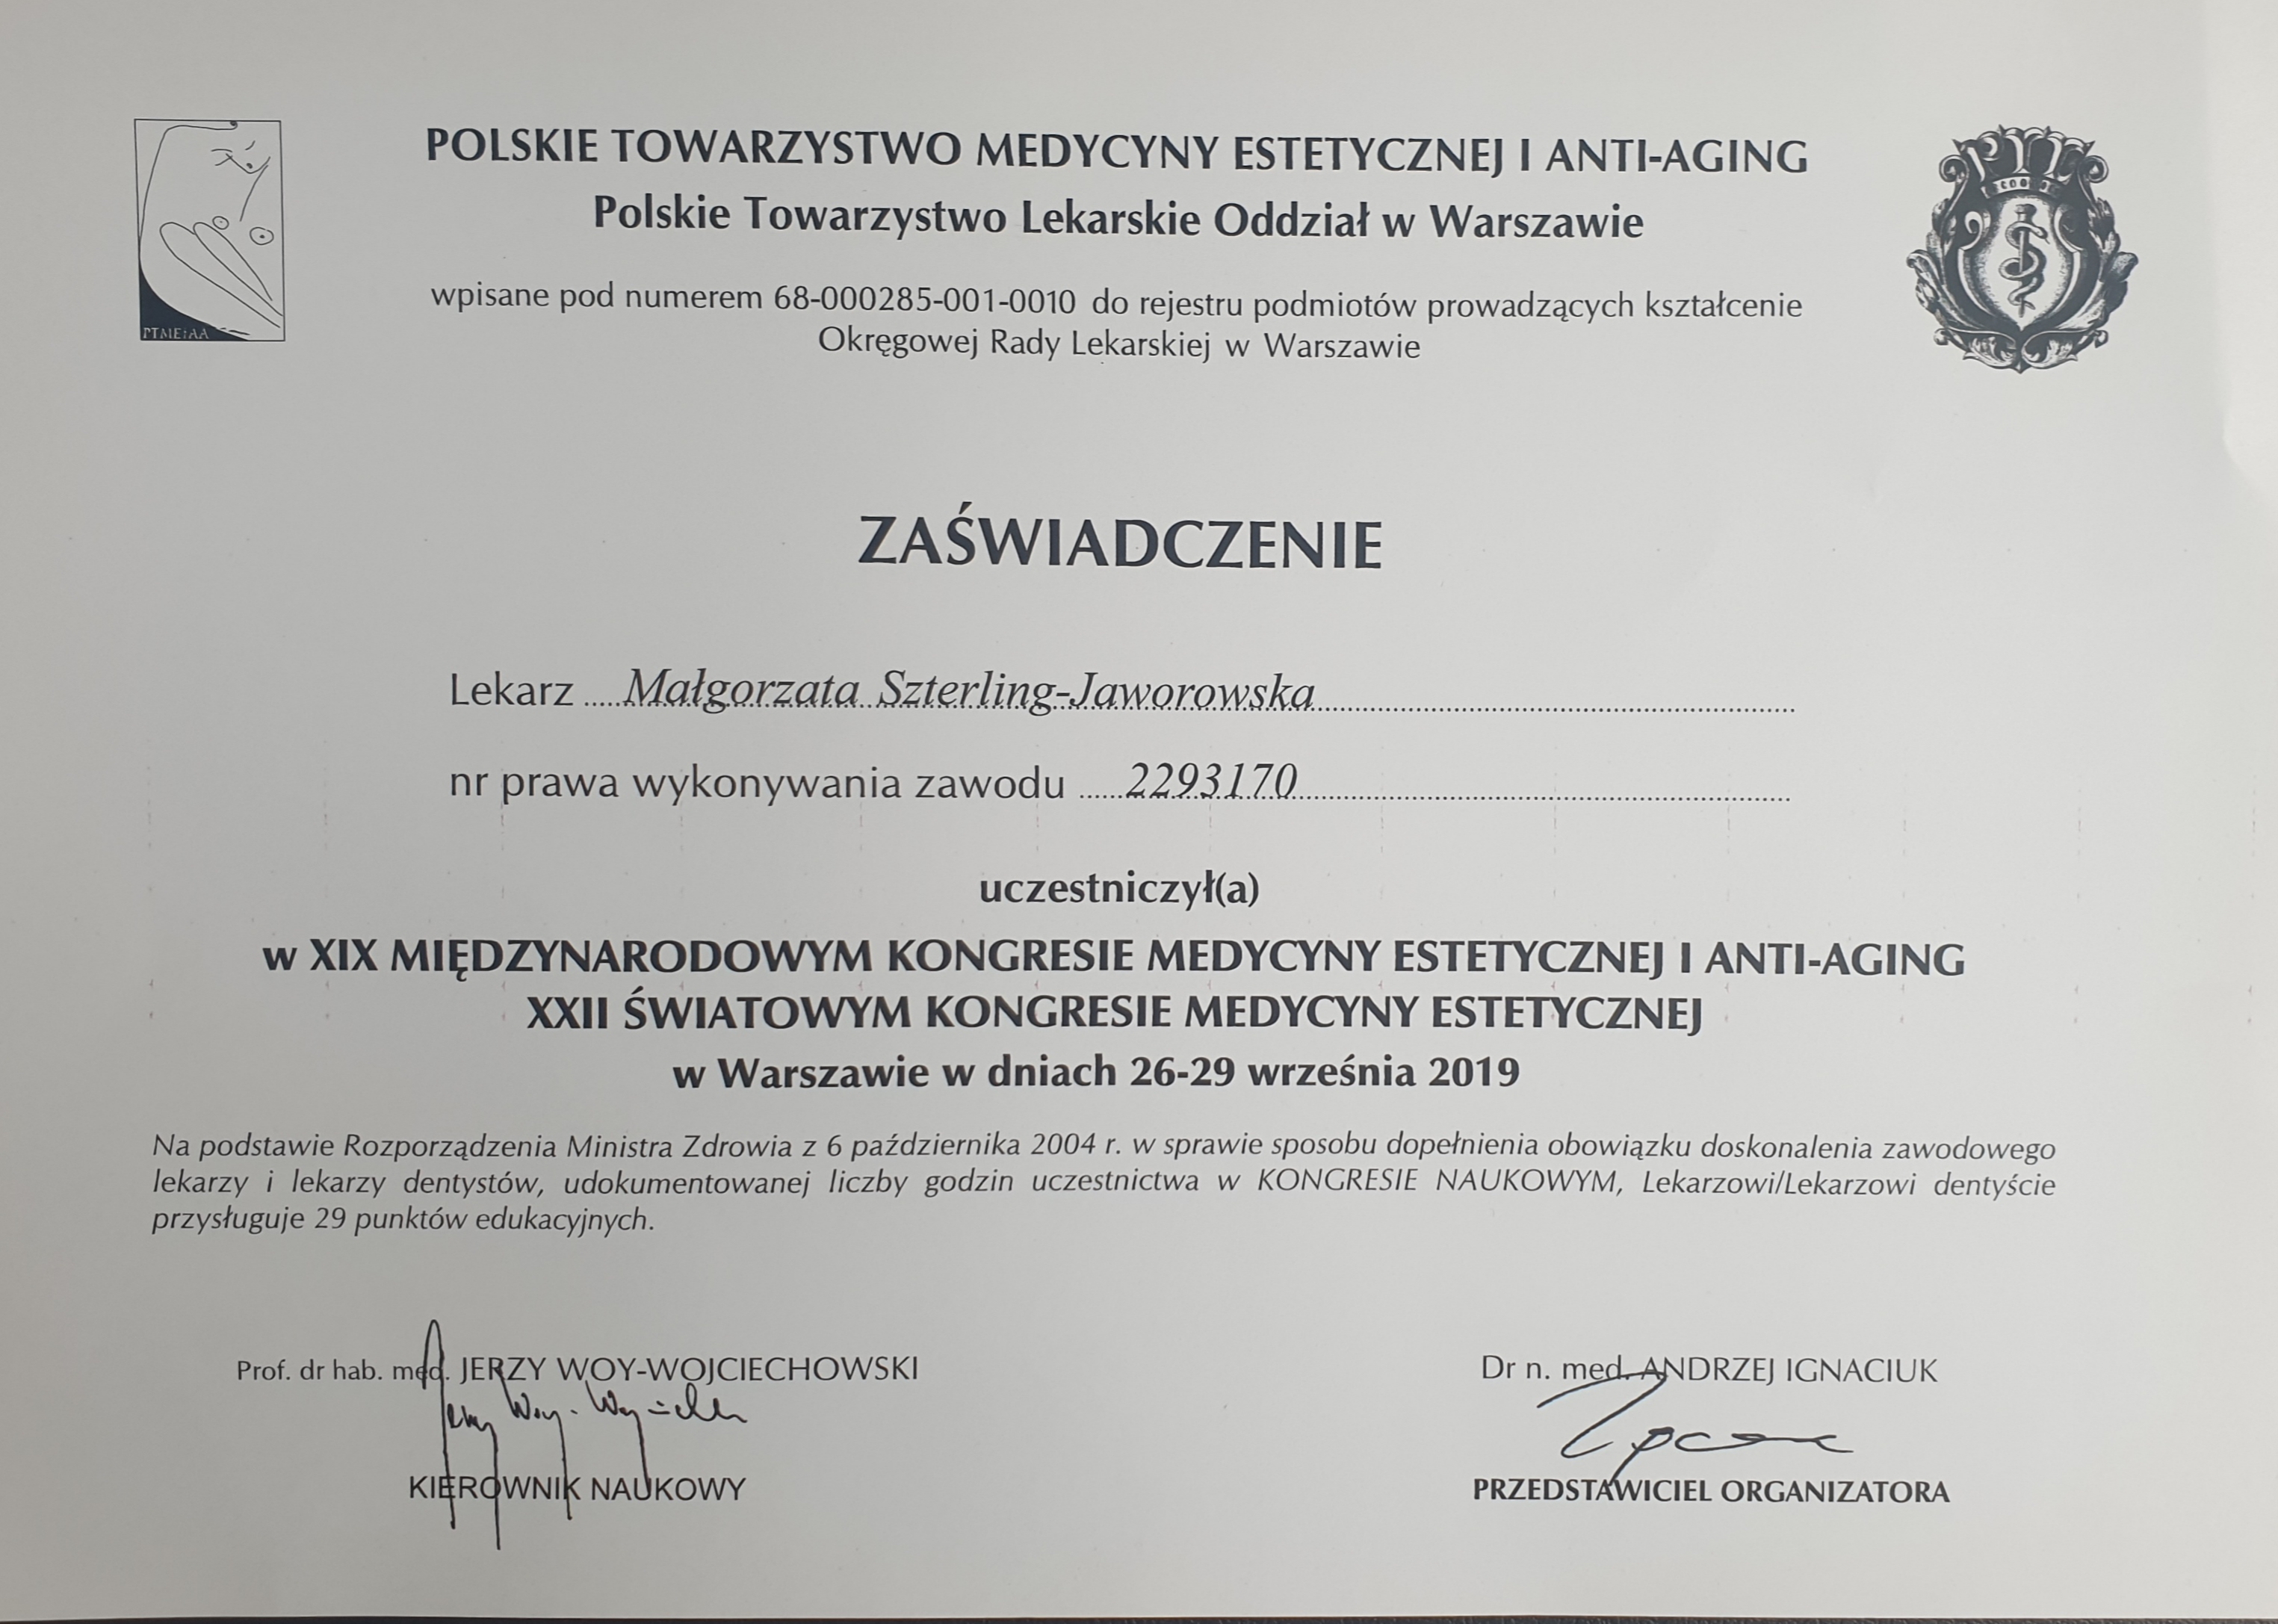 POLSKIE TOWARZYSTWO MEDYCYNY ESTETYCZNEJ I ANTI-AGING
Polskie Towarzystwo Lekarskie Oddział w Warszawie
wpisane pod numerem 68-000285-001-0010 do rejestru podmiotów prowadzących kształcenie
Okręgowej Rady Lekarskiej w Warszawie
PTMEiAA
PTL
ZAŚWIADCZENIE
Lekarz Małgorzata Szterling-Jaworowska
nr prawa wykonywania zawodu 2293170
uczestniczył(a)
w XIX MIĘDZYNARODOWYM KONGRESIE MEDYCYNY ESTETYCZNEJ I ANTI-AGING
XXII ŚWIATOWYM KONGRESIE MEDYCYNY ESTETYCZNEJ
w Warszawie w dniach 26-29 września 2019
Na podstawie Rozporządzenia Ministra Zdrowia z 6 października 2004 r. w sprawie sposobu dopełnienia obowiązku doskonalenia zawodowego
lekarzy i lekarzy dentystów, udokumentowanej liczby godzin uczestnictwa w KONGRESIE NAUKOWYM, Lekarzowi/Lekarzowi dentyście
przysługuje 29 punktów edukacyjnych.
Prof. dr hab. med. JERZY WOY-WOJCIECHOWSKI
KIEROWNIK NAUKOWY
Dr n. med. ANDRZEJ IGNACIUK
PRZEDSTAWICIEL ORGANIZATORA